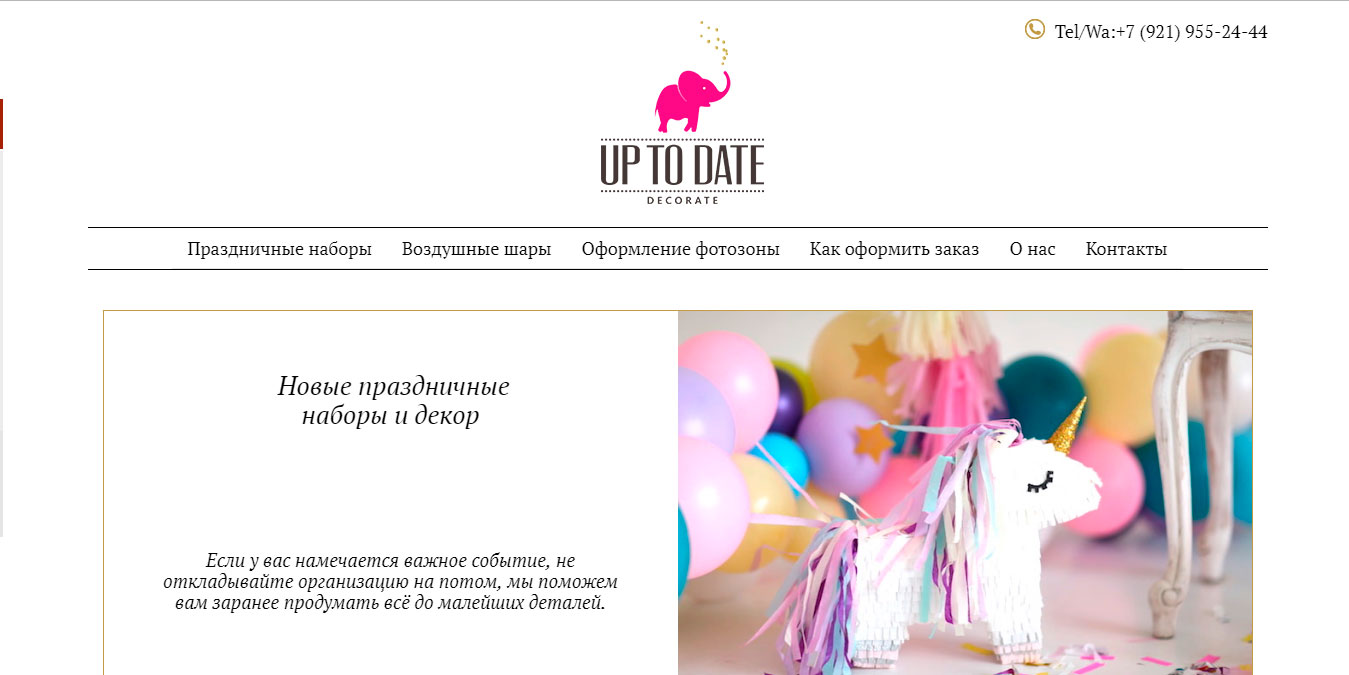 Tel/Wa:+7 (921) 955-24-44
UP TO DATE
DECORATE
Праздничные наборы Воздушные шары Оформление фотозоны Как оформить заказ О нас Контакты
Новые праздничные
наборы и декор
Если у вас намечается важное событие, не
откладывайте организацию на потом, мы поможем
вам заранее продумать всё до малейших деталей.